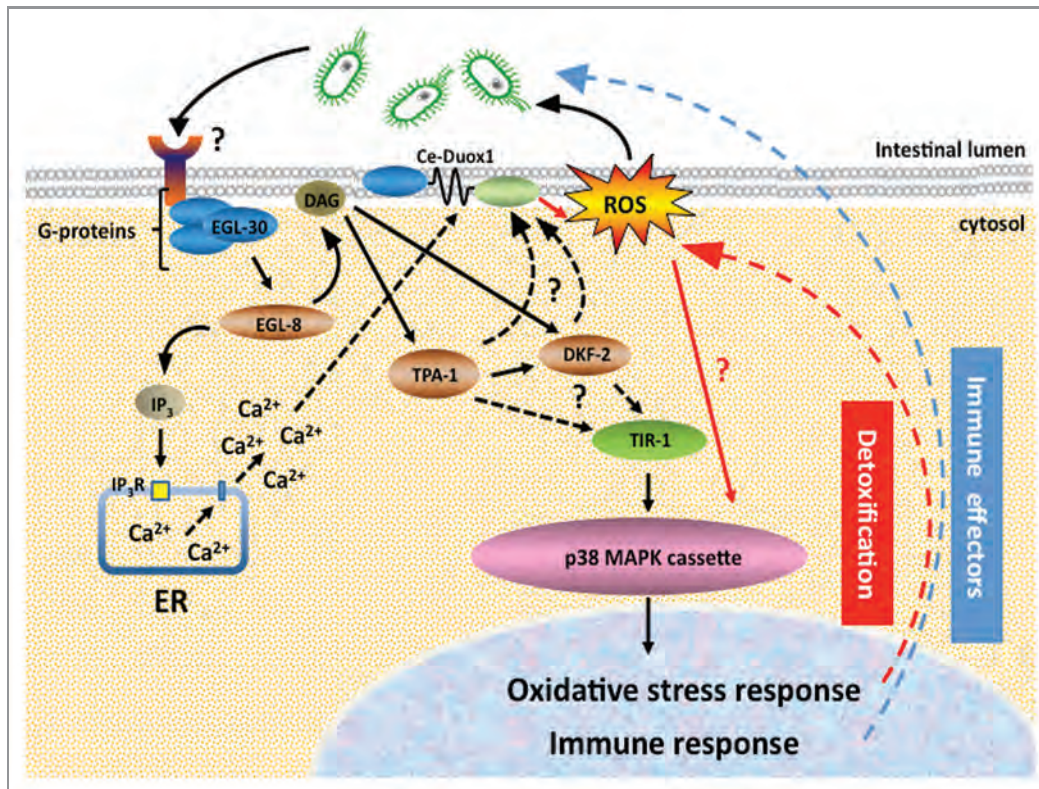 ?
Ce-Duox1
Intestinal lumen
DAG
ROS
cytosol
G-proteins
EGL-30
?
EGL-8
DKF-2
TPA-1
?
?
IP₃
Ca²⁺
Ca²⁺
Ca²⁺
Ca²⁺
TIR-1
IP₃R
Ca²⁺
Ca²⁺
ER
p38 MAPK cassette
Detoxification
Immune effectors
Oxidative stress response
Immune response